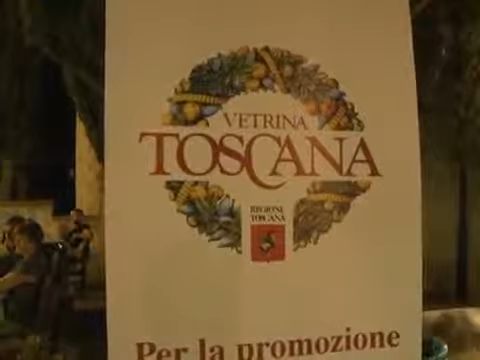 VETRINA
TOSCANA
REGIONE
TOSCANA
Per la promozione